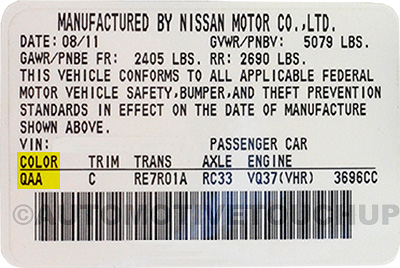 MANUFACTURED BY NISSAN MOTOR CO.,LTD.
DATE: 08/11 GVWR/PNBV: 5079 LBS.
GAWR/PNBE FR: 2405 LBS. RR: 2690 LBS.
THIS VEHICLE CONFORMS TO ALL APPLICABLE FEDERAL
MOTOR VEHICLE SAFETY,BUMPER,AND THEFT PREVENTION
STANDARDS IN EFFECT ON THE DATE OF MANUFACTURE
SHOWN ABOVE.
VIN: PASSENGER CAR
COLOR TRIM TRANS AXLE ENGINE
QAA C RE7R01A RC33 VQ37(VHR) 3696CC
©AUTOMOTIVETOUCHUP